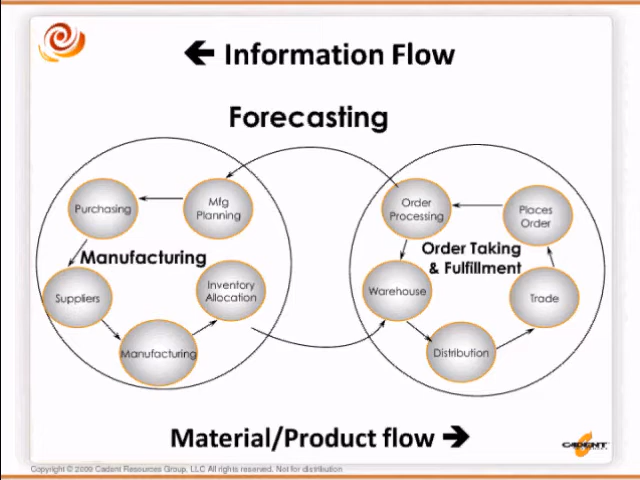 ← Information Flow
Forecasting
Mfg
Planning
Purchasing
Manufacturing
Suppliers
Manufacturing
Inventory
Allocation
Order
Processing
Places
Order
Order Taking
& Fulfillment
Warehouse
Trade
Distribution
Material/Product flow →
CADENT
Copyright © 2009 Cadent Resources Group, LLC All rights reserved. Not for distribution